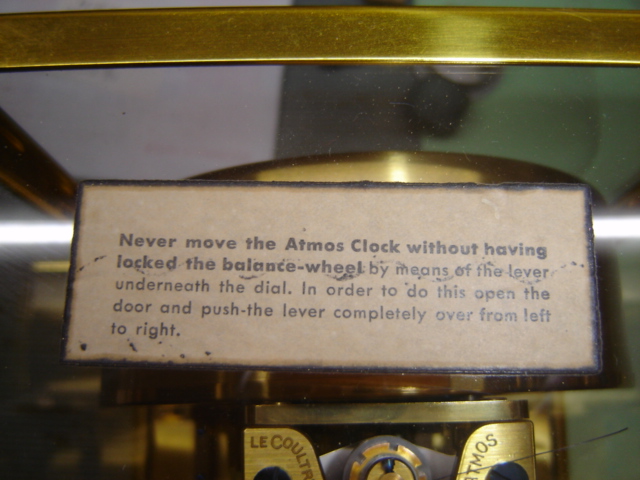 Never move the Atmos Clock without having
locked the balance-wheel by means of the lever
underneath the dial. In order to do this open the
door and push-the lever completely over from left
to right.
LE COULTR
ATMOS